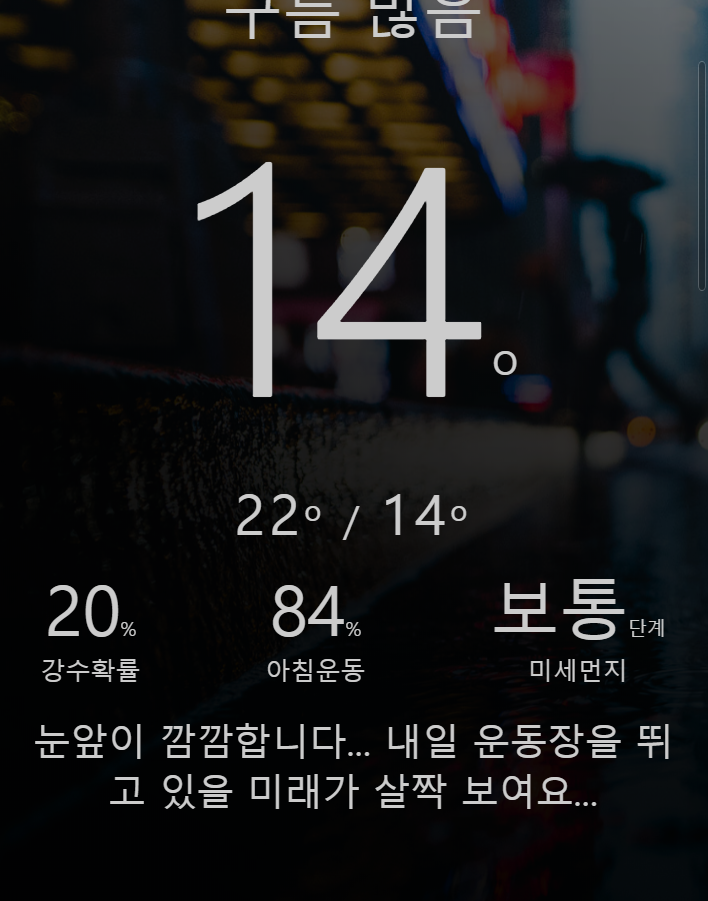 구름 많음
14°
22° / 14°
20% 84% 보통 단계
강수확률 아침운동 미세먼지
눈앞이 깜깜합니다... 내일 운동장을 뛰
고 있을 미래가 살짝 보여요...